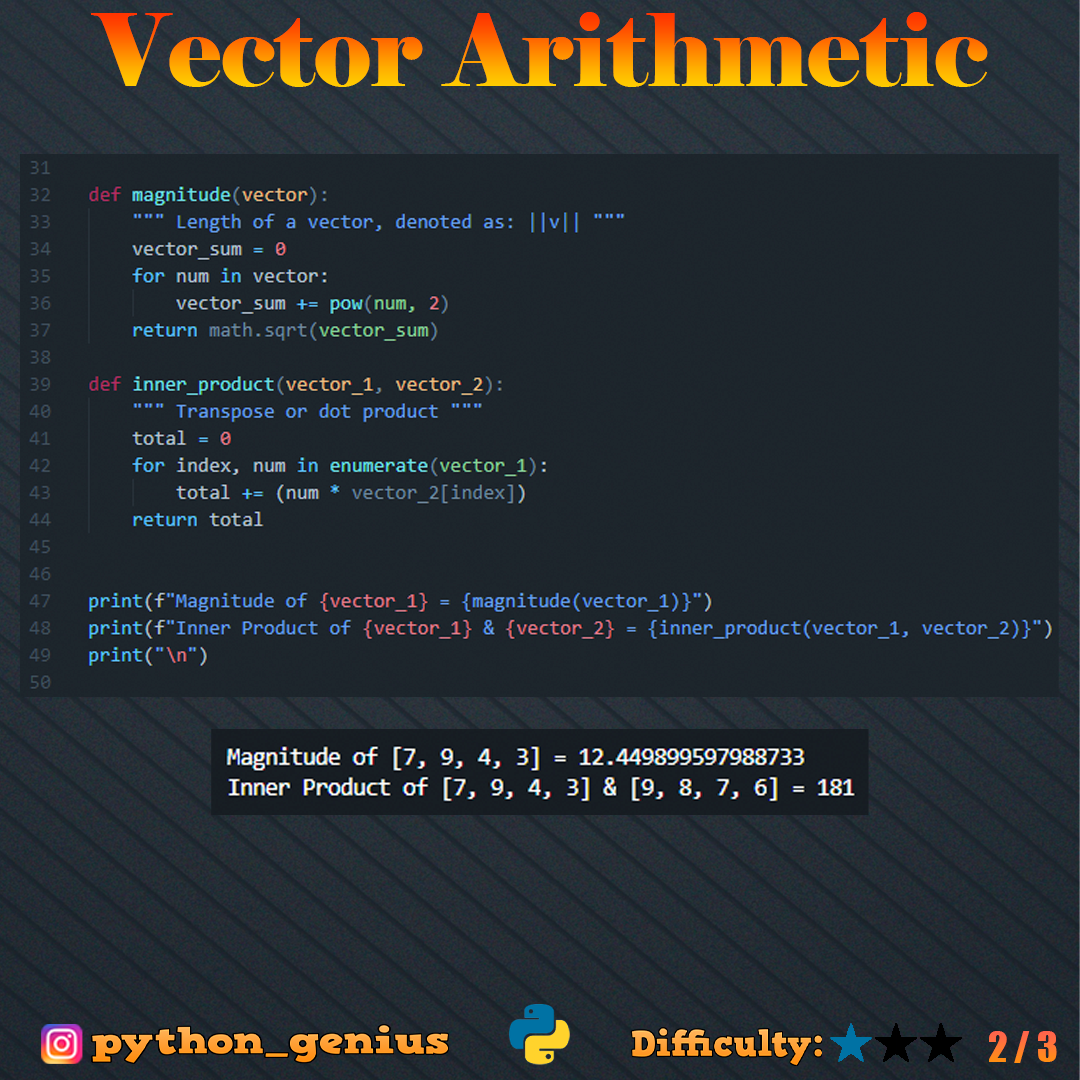 Vector Arithmetic
31
32 def magnitude(vector):
33 """ Length of a vector, denoted as: ||v|| """
34 vector_sum = 0
35 for num in vector:
36 vector_sum += pow(num, 2)
37 return math.sqrt(vector_sum)
38
39 def inner_product(vector_1, vector_2):
40 """ Transpose or dot product """
41 total = 0
42 for index, num in enumerate(vector_1):
43 total += (num * vector_2[index])
44 return total
45
46
47 print(f"Magnitude of {vector_1} = {magnitude(vector_1)}")
48 print(f"Inner Product of {vector_1} & {vector_2} = {inner_product(vector_1, vector_2)}")
49 print("\n")
50
Magnitude of [7, 9, 4, 3] = 12.449899597988733
Inner Product of [7, 9, 4, 3] & [9, 8, 7, 6] = 181
python_genius Difficulty: 2 / 3